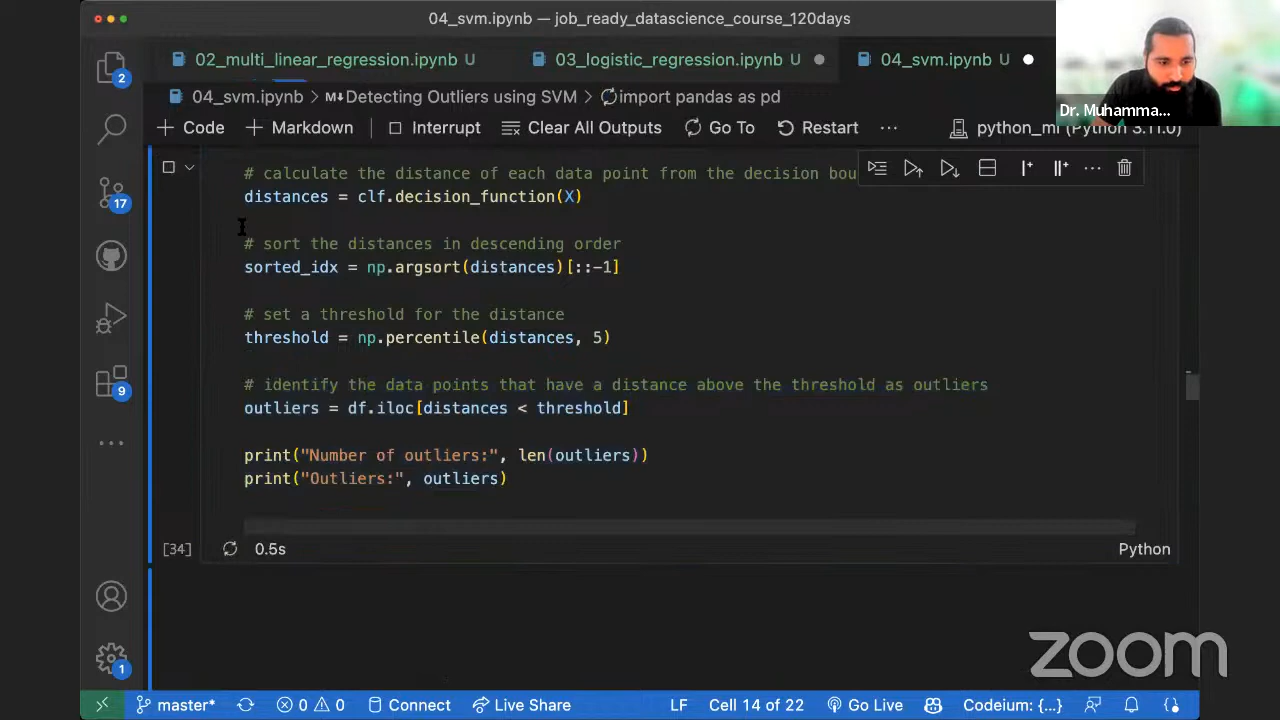 04_svm.ipynb — job_ready_datascience_course_120days
02_multi_linear_regression.ipynb U
03_logistic_regression.ipynb U
04_svm.ipynb U
04_svm.ipynb > M↓Detecting Outliers using SVM > import pandas as pd
+ Code + Markdown Interrupt Clear All Outputs Go To Restart ... python_ml (Python 3.11.0)
Dr. Muhamma...
# calculate the distance of each data point from the decision bou
distances = clf.decision_function(X)
# sort the distances in descending order
sorted_idx = np.argsort(distances)[::-1]
# set a threshold for the distance
threshold = np.percentile(distances, 5)
# identify the data points that have a distance above the threshold as outliers
outliers = df.iloc[distances < threshold]
print("Number of outliers:", len(outliers))
print("Outliers:", outliers)
[34] 0.5s Python
2
17
9
1
zoom
master* 0 0 Connect Live Share LF Cell 14 of 22 Go Live Codeium: {...}